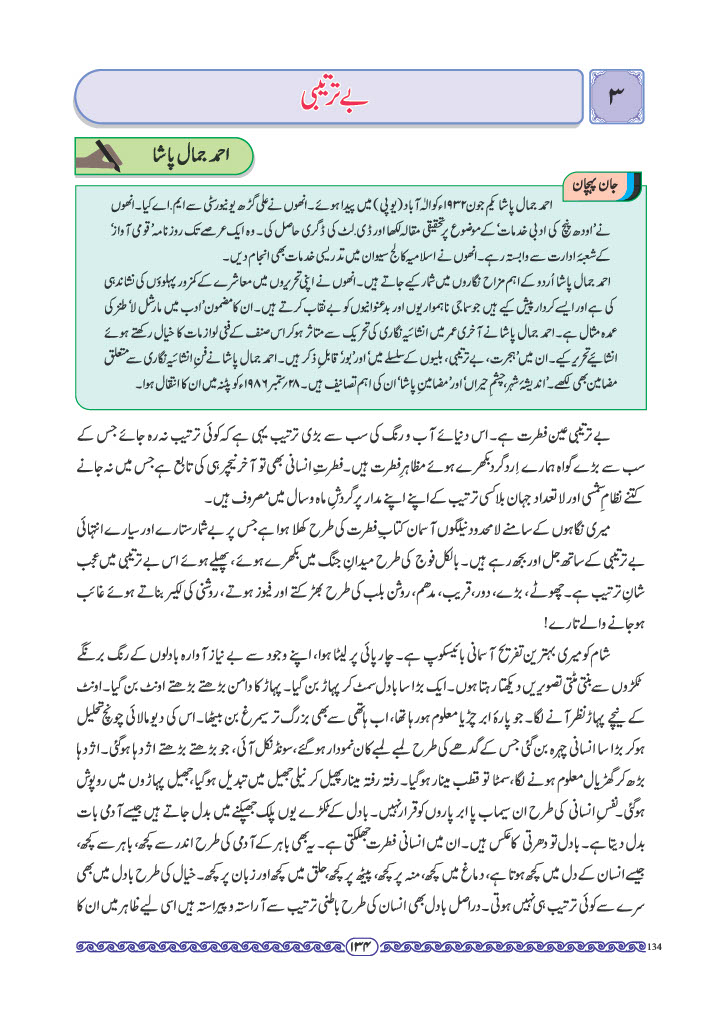 ۳
بے ترتیبی
احمد جمال پاشا
جان پہچان
احمد جمال پاشا یکم جون ۱۹۳۲ء کو الہٰ آباد (یوپی) میں پیدا ہوئے۔ انھوں نے علی گڑھ یونیورسٹی سے ایم۔اے کیا۔ انھوں
نے 'اودھ پنچ کی ادبی خدمات' کے موضوع پر تحقیقی مقالہ لکھا اور ڈی۔لٹ کی ڈگری حاصل کی۔ وہ ایک عرصے تک روزنامہ 'قومی آواز'
کے شعبۂ ادارت سے وابستہ رہے۔ انھوں نے اسلامیہ کالج سیوان میں تدریسی خدمات بھی انجام دیں۔
احمد جمال پاشا اُردو کے اہم مزاح نگاروں میں شمار کیے جاتے ہیں۔ انھوں نے اپنی تحریروں میں معاشرے کے کمزور پہلوؤں کی نشاندہی
کی ہے اور ایسے کردار پیش کیے ہیں جو سماجی ناہمواریوں اور بدعنوانیوں کو بے نقاب کرتے ہیں۔ ان کا مضمون 'ادب میں مارشل لا' طنز کی
عمدہ مثال ہے۔ احمد جمال پاشا نے آخری عمر میں انشائیہ نگاری کی تحریک سے متاثر ہو کر اس صنف کے فنی لوازمات کا خیال رکھتے ہوئے
انشائیے تحریر کیے۔ ان میں 'ہجرت، بے ترتیبی، بلیوں کے سلسلے میں' اور 'بور' قابلِ ذکر ہیں۔ احمد جمال پاشا نے فنِ انشائیہ نگاری سے متعلق
مضامین بھی لکھے۔ 'اندیشۂ شہر، چشمِ حیراں' اور 'مضامینِ پاشا' ان کی اہم تصانیف ہیں۔ ۲۸؍ستمبر ۱۹۸۶ء کو پٹنہ میں ان کا انتقال ہوا۔
بے ترتیبی عین فطرت ہے۔ اس دنیائے آب و رنگ کی سب سے بڑی ترتیب یہی ہے کہ کوئی ترتیب نہ رہ جائے جس کے
سب سے بڑے گواہ ہمارے اِردگرد بکھرے ہوئے مظاہرِ فطرت ہیں۔ فطرتِ انسانی بھی تو آخر نیچر ہی کی تابع ہے جس میں نہ جانے
کتنے نظامِ شمسی اور لاتعداد جہان بلا کسی ترتیب کے اپنے اپنے مدار پر گردشِ ماہ و سال میں مصروف ہیں۔
میری نگاہوں کے سامنے لامحدود نیلگوں آسمان کتابِ فطرت کی طرح کھلا ہوا ہے جس پر بے شمار ستارے اور سیارے انتہائی
بے ترتیبی کے ساتھ جل اور بجھ رہے ہیں۔ بالکل فوج کی طرح میدانِ جنگ میں بکھرے ہوئے، پھیلے ہوئے اس بے ترتیبی میں عجب
شانِ ترتیب ہے۔ چھوٹے، بڑے، دور، قریب، مدھم، روشن بلب کی طرح بھڑکتے اور فیوز ہوتے، روشنی کی لکیر بناتے ہوئے غائب
ہوجانے والے تارے!
شام کو میری بہترین تفریح آسمانی بائیسکوپ ہے۔ چارپائی پر لیٹا ہوا، اپنے وجود سے بے نیاز آوارہ بادلوں کے رنگ برنگے
ٹکڑوں سے بنتی مٹتی تصویریں دیکھتا رہتا ہوں۔ ایک بڑا سا بادل سمٹ کر پہاڑ بن گیا۔ پہاڑ کا دامن بڑھتے بڑھتے اونٹ بن گیا۔ اونٹ
کے نیچے پہاڑ نظر آنے لگا۔ جو پارۂ ابر چڑیا معلوم ہورہا تھا، اب ہاتھی سے بھی بزرگ تر سیمرغ بن بیٹھا۔ اس کی دیومالائی چونچ تحلیل
ہوکر بڑا سا انسانی چہرہ بن گئی جس کے گدھے کی طرح لمبے لمبے کان نمودار ہوگئے، سونڈ نکل آئی، جو بڑھتے بڑھتے اژدہا ہوگئی۔ اژدہا
بڑھ کر گھڑیال معلوم ہونے لگا، سمٹا تو قطب مینار ہوگیا۔ رفتہ رفتہ مینار پھیل کر نیلی جھیل میں تبدیل ہوگیا، جھیل پہاڑوں میں روپوش
ہوگئی۔ نفسِ انسانی کی طرح ان سیماب پا ابر پاروں کو قرار نہیں۔ بادل کے ٹکڑے یوں پلک جھپکنے میں بدل جاتے ہیں جیسے آدمی بات
بدل دیتا ہے۔ بادل تو دھرتی کا عکس ہیں۔ ان میں انسانی فطرت جھلکتی ہے۔ یہ بھی باہر کے آدمی کی طرح اندر سے کچھ، باہر سے کچھ،
جیسے انسان کے دل میں کچھ ہوتا ہے، دماغ میں کچھ، منہ پر کچھ، پیٹھ پر کچھ، حلق میں کچھ اور زبان پر کچھ۔ خیال کی طرح بادل میں بھی
سرے سے کوئی ترتیب ہی نہیں ہوتی۔ دراصل بادل بھی انسان کی طرح باطنی ترتیب سے آراستہ و پیراستہ ہیں اسی لیے ظاہر میں ان کا
۱۳۴
134